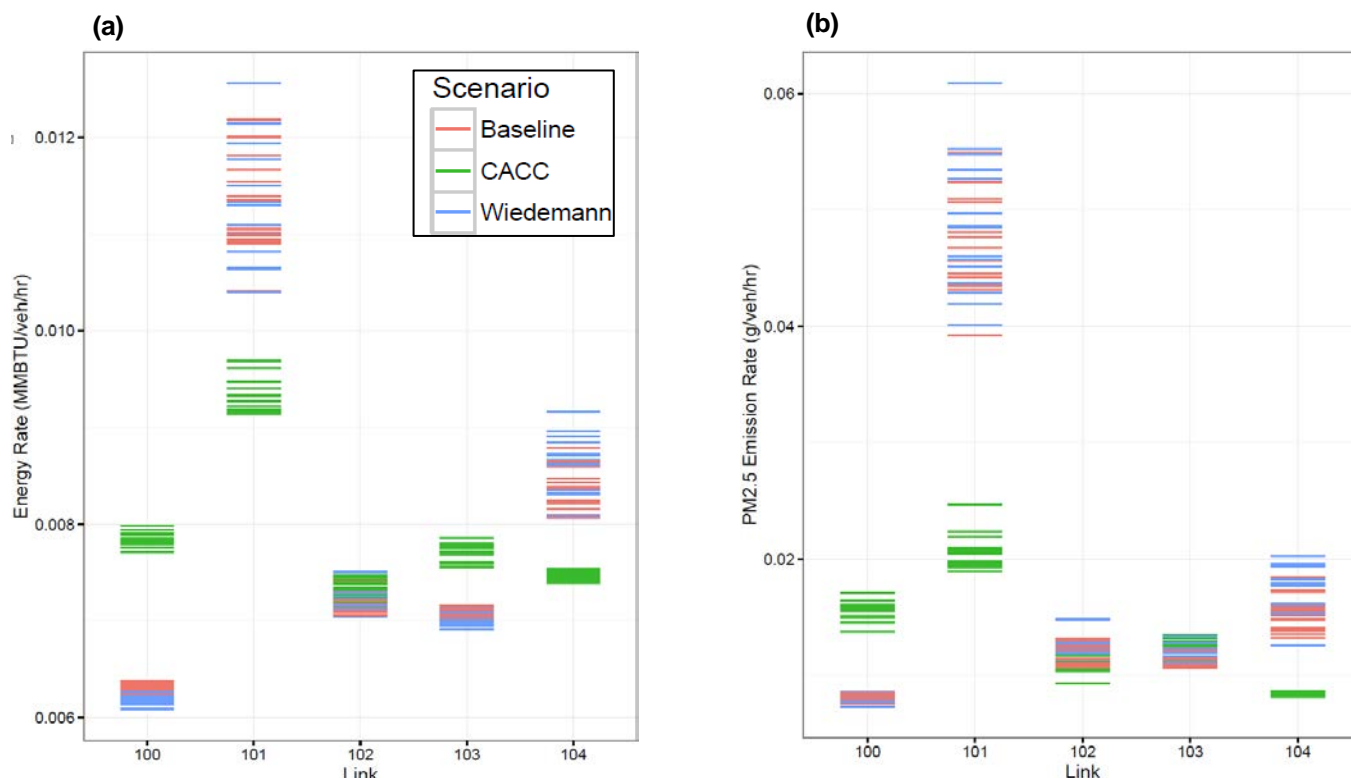 (a)
(b)
Energy Rate (MMBTU/veh/hr)
0.012
0.010
0.008
0.006
Scenario
Baseline
CACC
Wiedemann
100 101 102 103 104
Link
PM2.5 Emission Rate (g/veh/hr)
0.06
0.04
0.02
100 101 102 103 104
Link